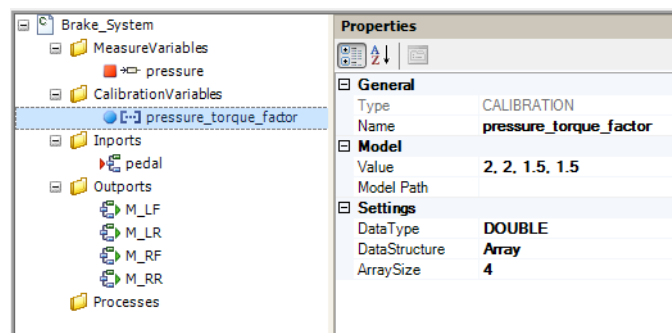 Brake_System
MeasureVariables
pressure
CalibrationVariables
pressure_torque_factor
Inports
pedal
Outports
M_LF
M_LR
M_RF
M_RR
Processes
Properties
General
Type CALIBRATION
Name pressure_torque_factor
Model
Value 2, 2, 1.5, 1.5
Model Path
Settings
DataType DOUBLE
DataStructure Array
ArraySize 4